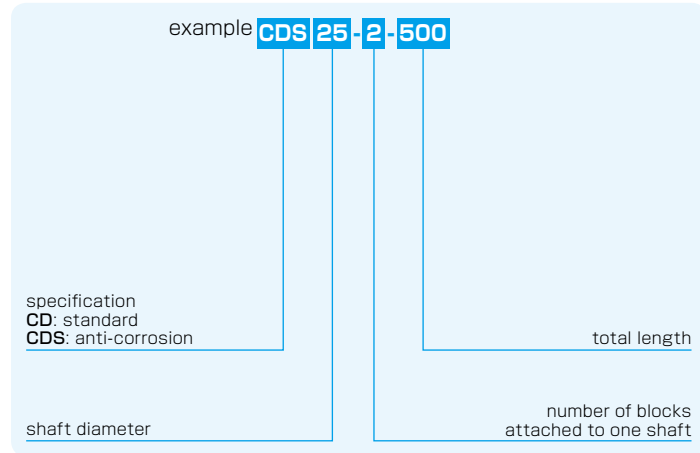 example CDS 25 - 2 - 500
specification
CD: standard
CDS: anti-corrosion
total length
shaft diameter
number of blocks
attached to one shaft